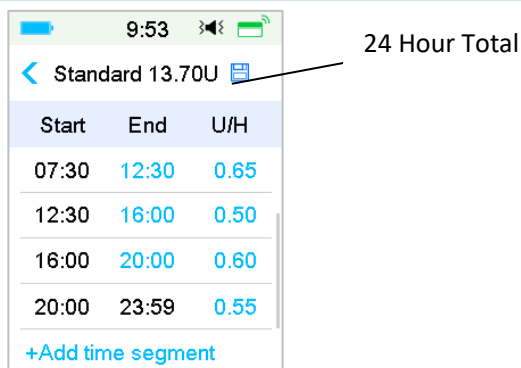 9:53
24 Hour Total
Standard 13.70U
Start End U/H
07:30 12:30 0.65
12:30 16:00 0.50
16:00 20:00 0.60
20:00 23:59 0.55
+Add time segment